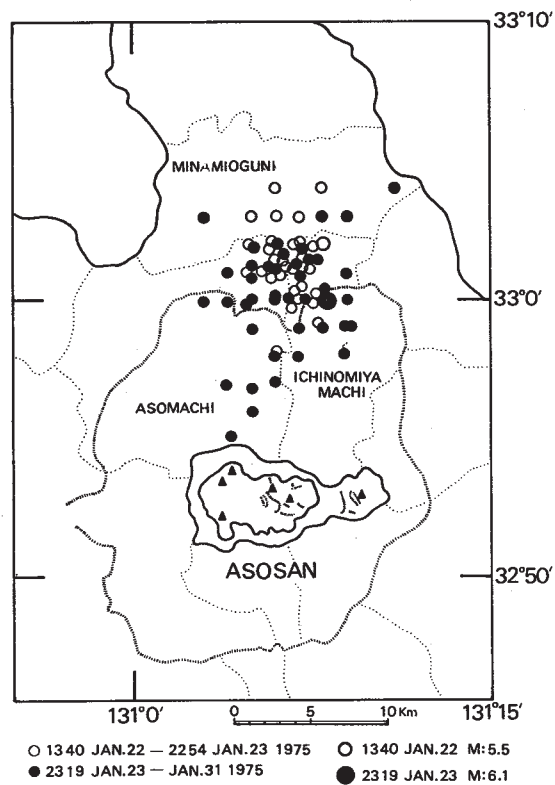 33°10'
MINAMIOGUNI
33°0'
ICHINOMIYA
MACHI
ASOMACHI
ASOSAN
32°50'
131°0'
0 5 10 Km
131°15'
1340 JAN.22 — 2254 JAN.23 1975
1340 JAN.22 M:5.5
2319 JAN.23 — JAN.31 1975
2319 JAN.23 M:6.1